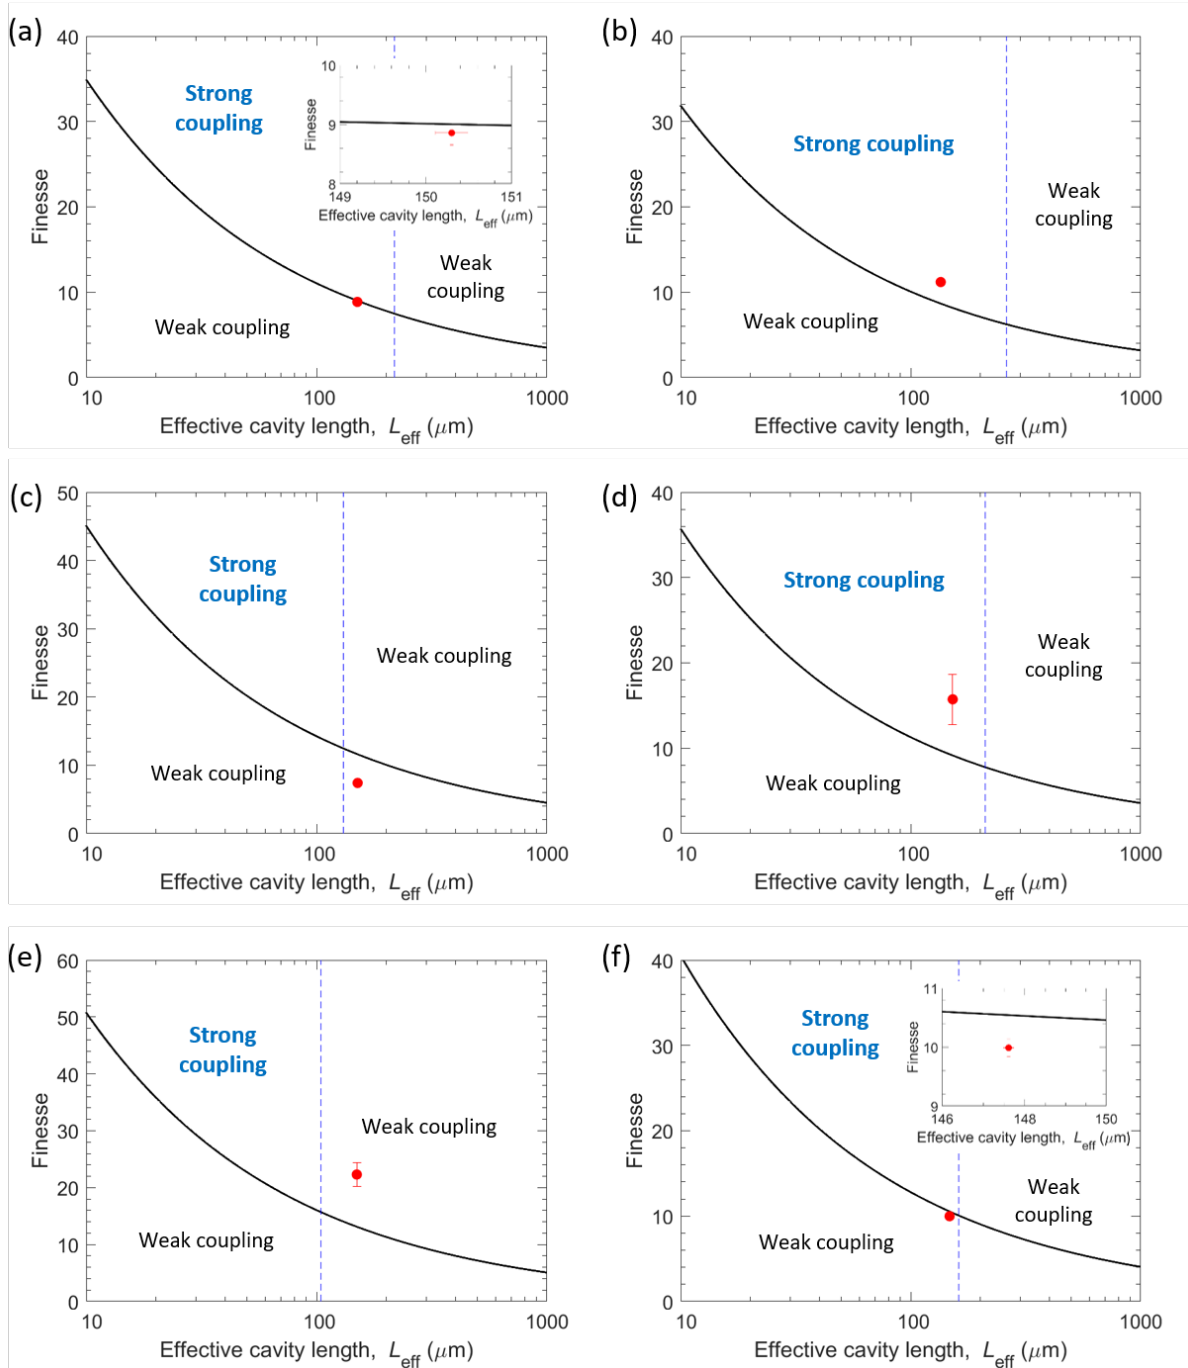 (a)
40
30
20
10
0
Finesse
Strong
coupling
10
9
8
Finesse
149 150 151
Effective cavity length, L_eff (μm)
Weak
coupling
Weak coupling
10 100 1000
Effective cavity length, L_eff (μm)
(b)
40
30
20
10
0
Finesse
Strong coupling
Weak
coupling
Weak coupling
10 100 1000
Effective cavity length, L_eff (μm)
(c)
50
40
30
20
10
0
Finesse
Strong
coupling
Weak coupling
Weak coupling
10 100 1000
Effective cavity length, L_eff (μm)
(d)
40
30
20
10
0
Finesse
Strong coupling
Weak
coupling
Weak coupling
10 100 1000
Effective cavity length, L_eff (μm)
(e)
60
50
40
30
20
10
0
Finesse
Strong
coupling
Weak coupling
Weak coupling
10 100 1000
Effective cavity length, L_eff (μm)
(f)
40
30
20
10
0
Finesse
Strong
coupling
11
10
9
Finesse
146 148 150
Effective cavity length, L_eff (μm)
Weak
coupling
Weak coupling
10 100 1000
Effective cavity length, L_eff (μm)